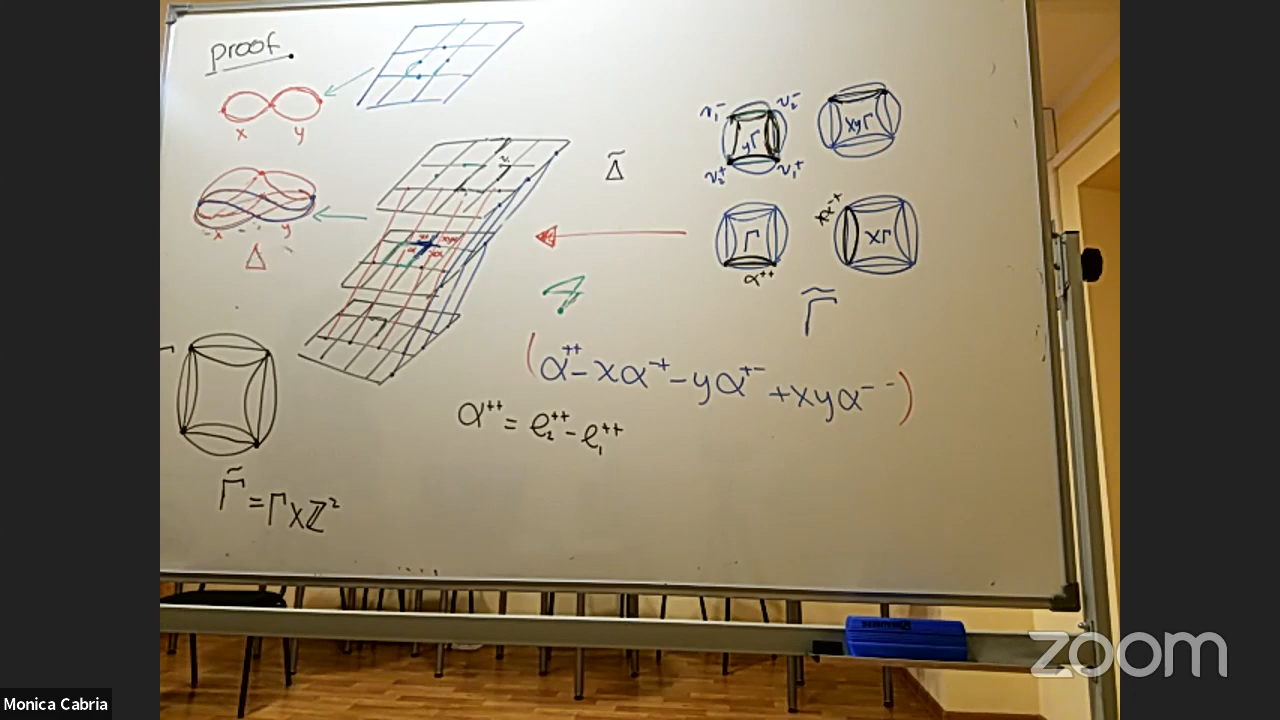 proof.
x y
Δ̃
x y
Δ
v₁⁻ v₂⁻
yΓ
v₂⁺ v₁⁺
xyΓ
Γ
α⁺⁺
xΓ
Γ̃
(α⁺⁺ - xα⁻⁺ - yα⁺⁻ + xyα⁻⁻)
α⁺⁺ = e₂⁺⁺ - e₁⁺⁺
Γ̃ = Γ x ℤ²
zoom
Monica Cabria